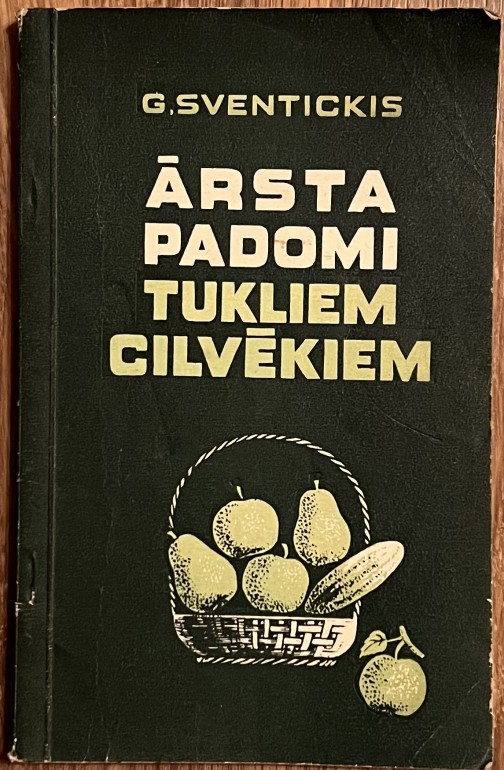 G. SVENTICKIS
ĀRSTA
PADOMI
TUKLIEM
CILVĒKIEM